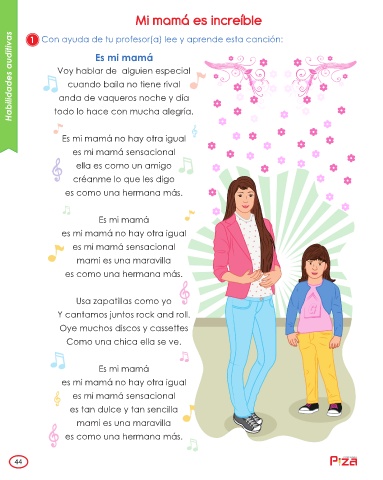 Habilidades auditivas
Mi mamá es increíble
1 Con ayuda de tu profesor(a) lee y aprende esta canción:
Es mi mamá
Voy hablar de alguien especial
cuando baila no tiene rival
anda de vaqueros noche y día
todo lo hace con mucha alegría.
Es mi mamá no hay otra igual
es mi mamá sensacional
ella es como un amigo
créanme lo que les digo
es como una hermana más.
Es mi mamá
es mi mamá no hay otra igual
es mi mamá sensacional
mami es una maravilla
es como una hermana más.
Usa zapatillas como yo
Y cantamos juntos rock and roll.
Oye muchos discos y cassettes
Como una chica ella se ve.
Es mi mamá
es mi mamá no hay otra igual
es mi mamá sensacional
es tan dulce y tan sencilla
mami es una maravilla
es como una hermana más.
44
Piza